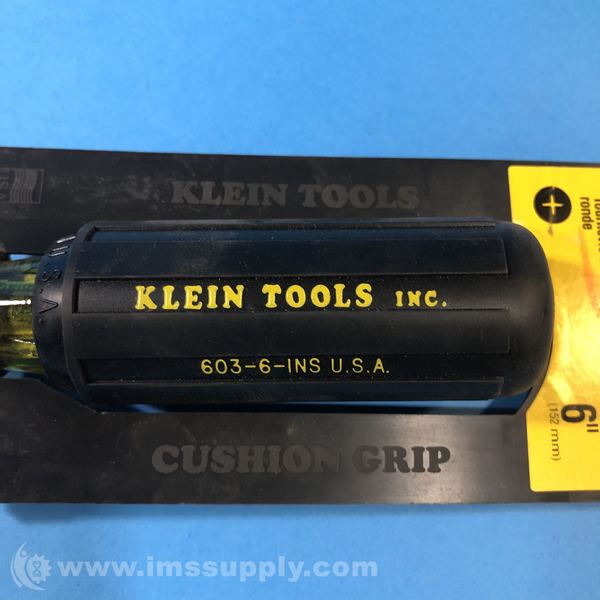 KLEIN TOOLS
ronde
KLEIN TOOLS INC.
603-6-INS U.S.A.
U.S.A.
6"
(152 mm)
CUSHION GRIP
www.imssupply.com